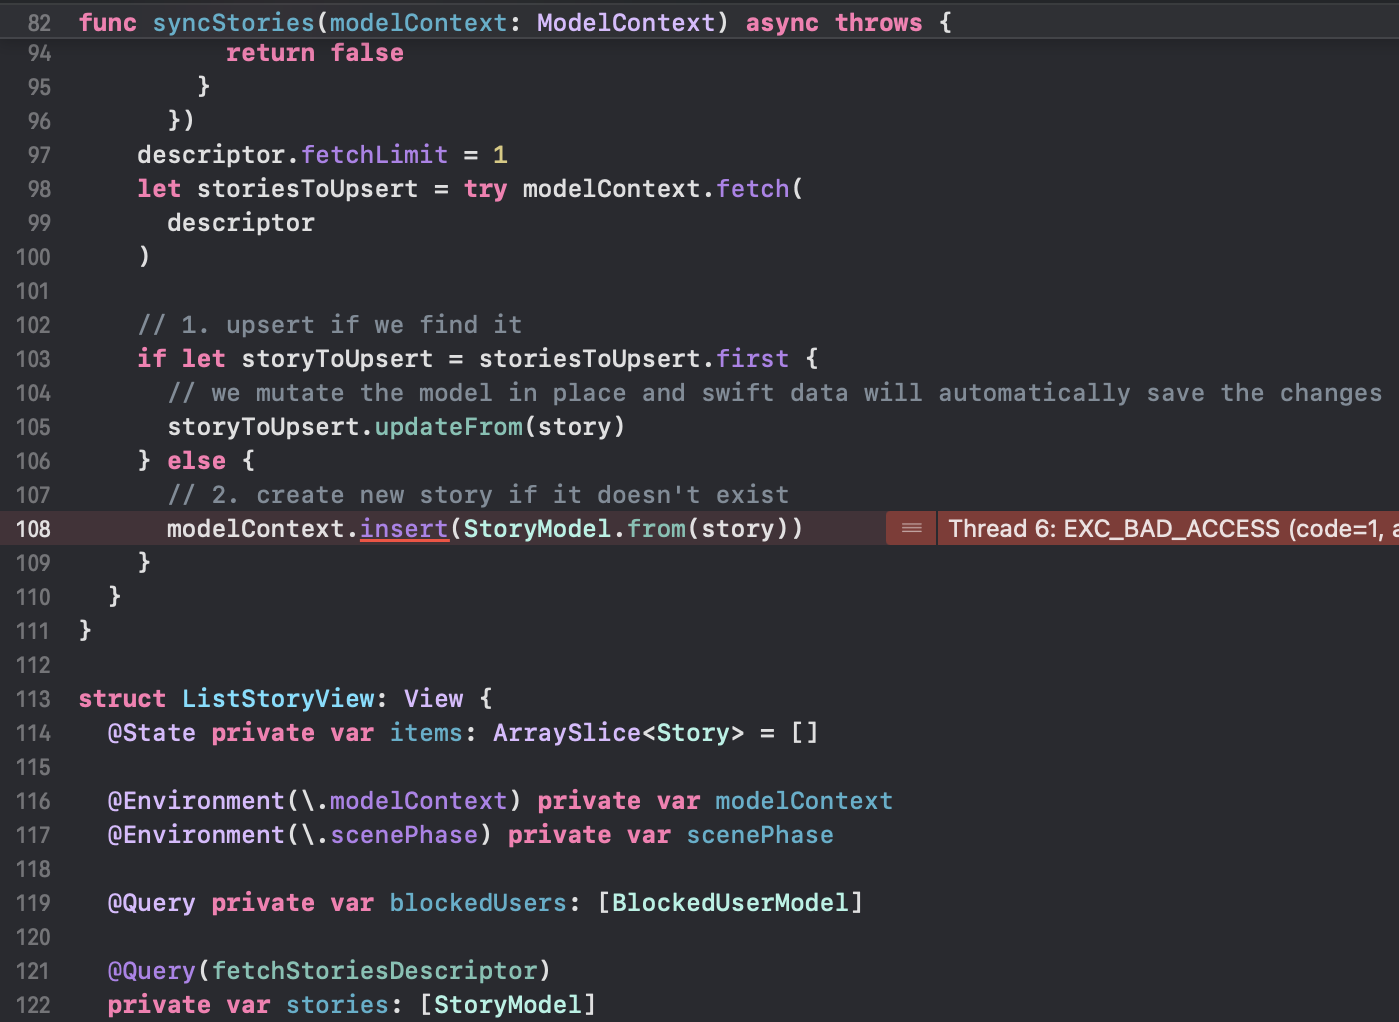 82 func syncStories(modelContext: ModelContext) async throws {
94 return false
95 }
96 })
97 descriptor.fetchLimit = 1
98 let storiesToUpsert = try modelContext.fetch(
99 descriptor
100 )
101
102 // 1. upsert if we find it
103 if let storyToUpsert = storiesToUpsert.first {
104 // we mutate the model in place and swift data will automatically save the changes
105 storyToUpsert.updateFrom(story)
106 } else {
107 // 2. create new story if it doesn't exist
108 modelContext.insert(StoryModel.from(story)) Thread 6: EXC_BAD_ACCESS (code=1, a
109 }
110 }
111 }
112
113 struct ListStoryView: View {
114 @State private var items: ArraySlice<Story> = []
115
116 @Environment(\.modelContext) private var modelContext
117 @Environment(\.scenePhase) private var scenePhase
118
119 @Query private var blockedUsers: [BlockedUserModel]
120
121 @Query(fetchStoriesDescriptor)
122 private var stories: [StoryModel]